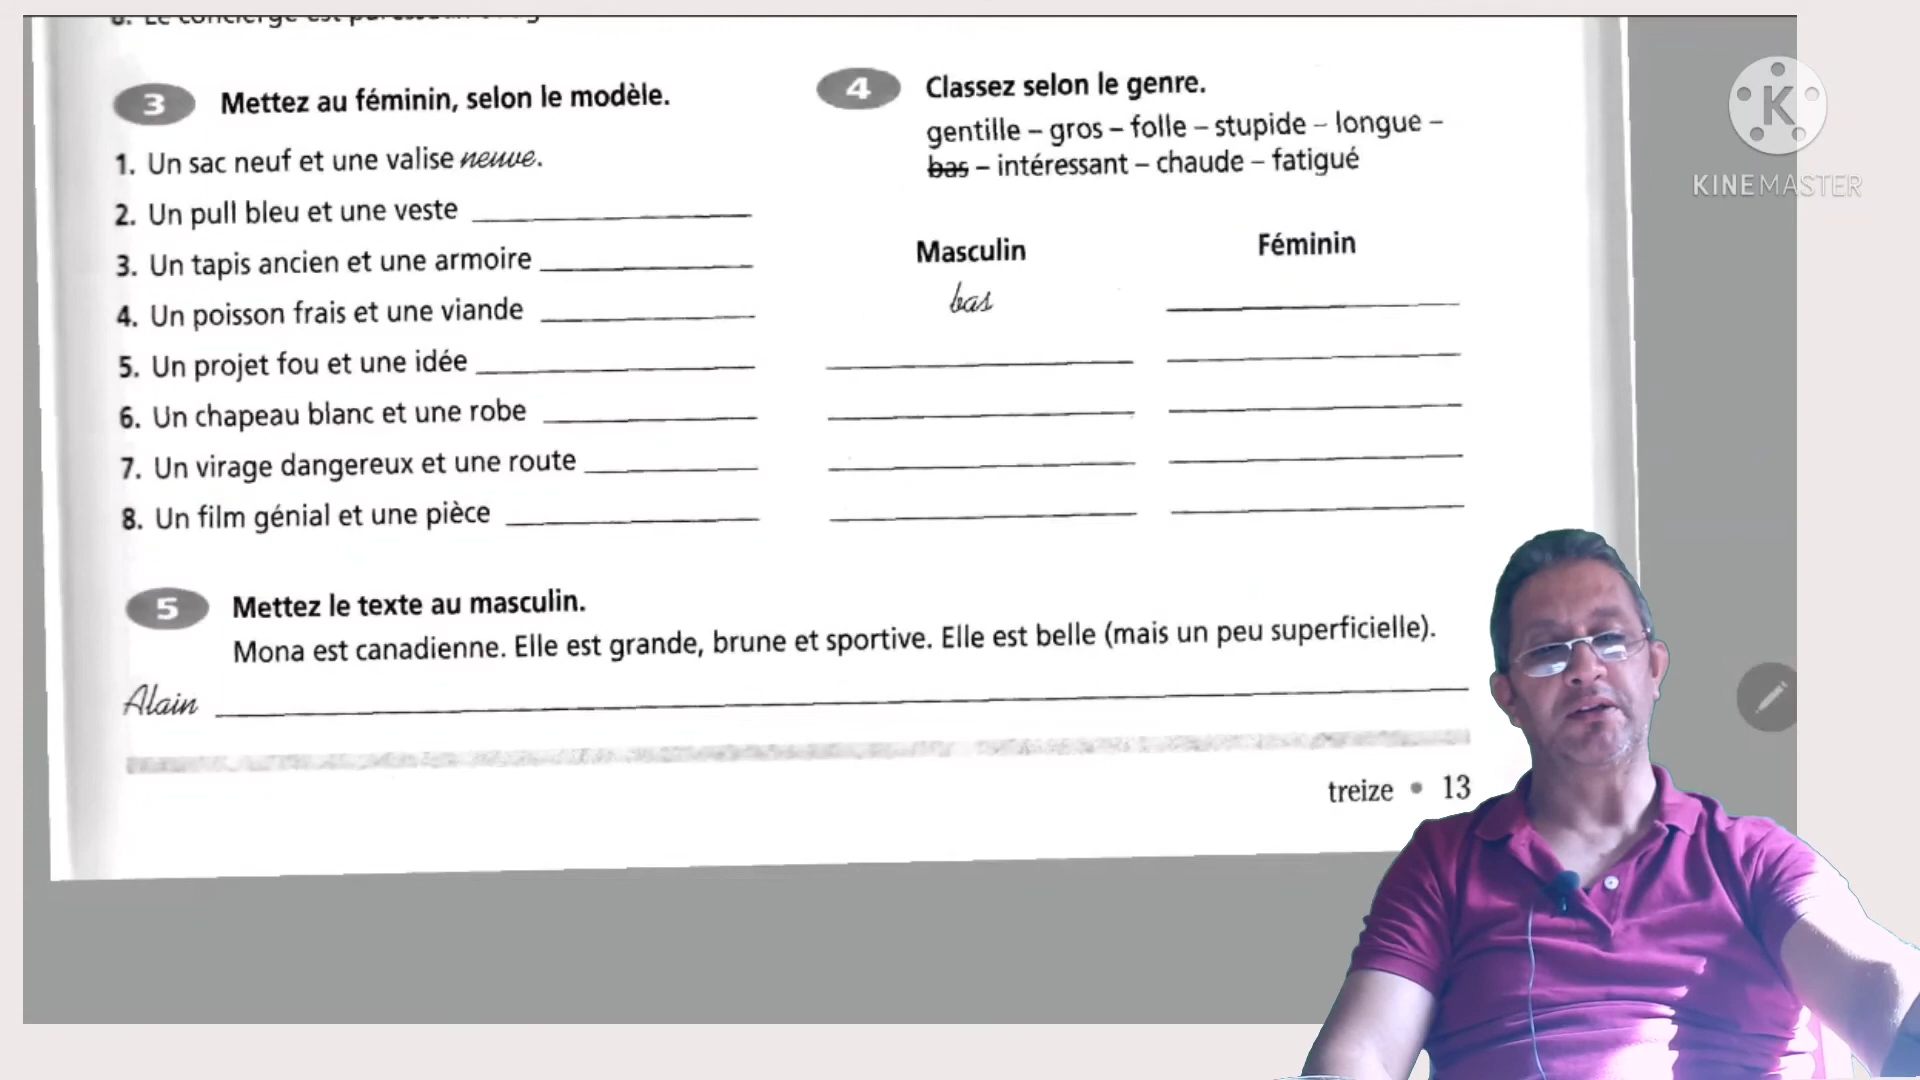 3 Mettez au féminin, selon le modèle.
1. Un sac neuf et une valise neuve.
2. Un pull bleu et une veste
3. Un tapis ancien et une armoire
4. Un poisson frais et une viande
5. Un projet fou et une idée
6. Un chapeau blanc et une robe
7. Un virage dangereux et une route
8. Un film génial et une pièce
4 Classez selon le genre.
gentille – gros – folle – stupide – longue –
bas – intéressant – chaude – fatigué
Masculin Féminin
bas
5 Mettez le texte au masculin.
Mona est canadienne. Elle est grande, brune et sportive. Elle est belle (mais un peu superficielle).
Alain
treize • 13
K
KINEMASTER